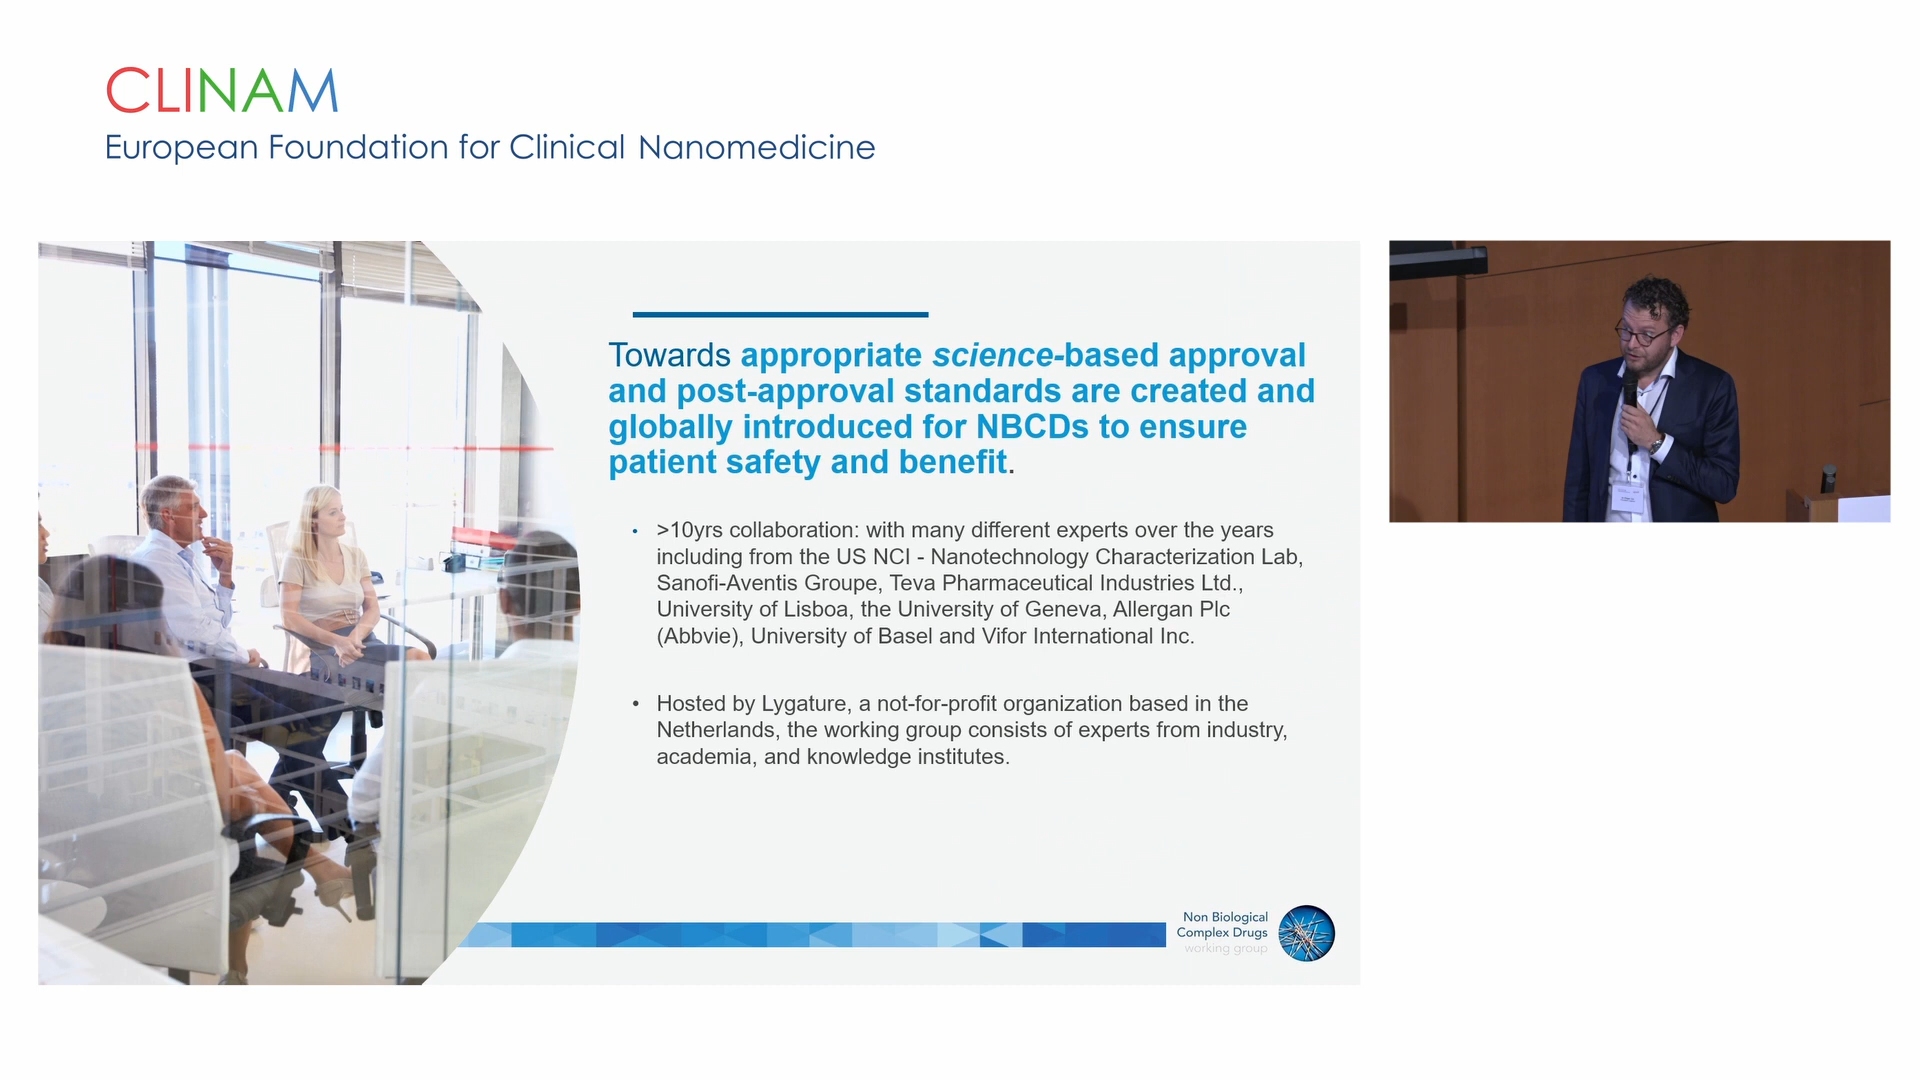 CLINAM
European Foundation for Clinical Nanomedicine
Towards appropriate science-based approval
and post-approval standards are created and
globally introduced for NBCDs to ensure
patient safety and benefit.
• >10yrs collaboration: with many different experts over the years
including from the US NCI - Nanotechnology Characterization Lab,
Sanofi-Aventis Groupe, Teva Pharmaceutical Industries Ltd.,
University of Lisboa, the University of Geneva, Allergan Plc
(Abbvie), University of Basel and Vifor International Inc.
• Hosted by Lygature, a not-for-profit organization based in the
Netherlands, the working group consists of experts from industry,
academia, and knowledge institutes.
Non Biological
Complex Drugs
working group